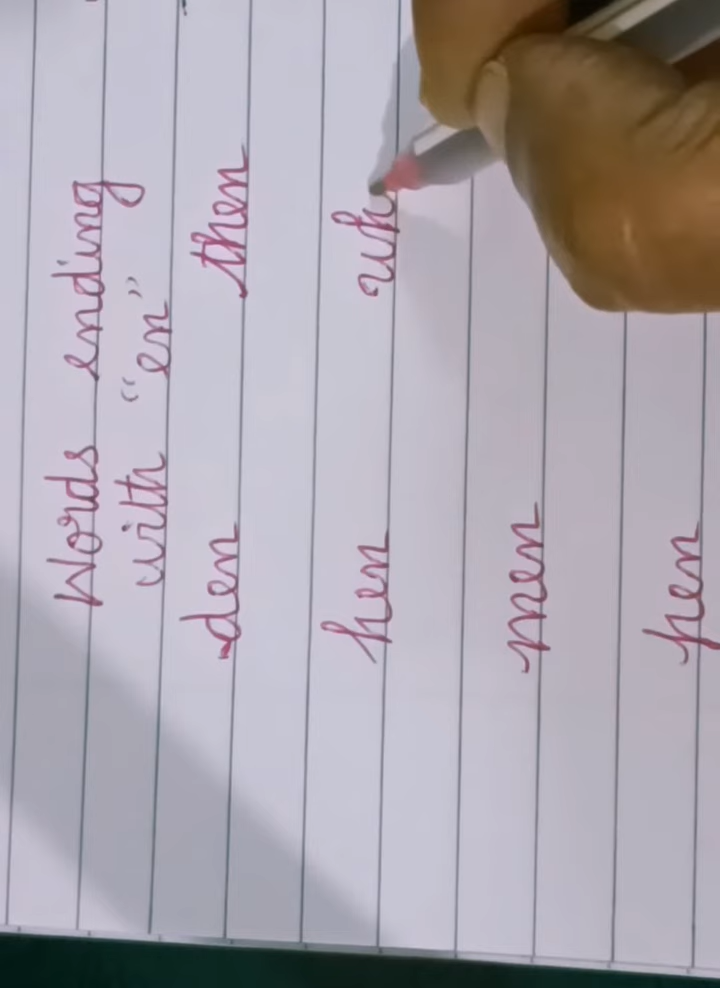 Words ending
with "en"
den then
hen wh
men
pen